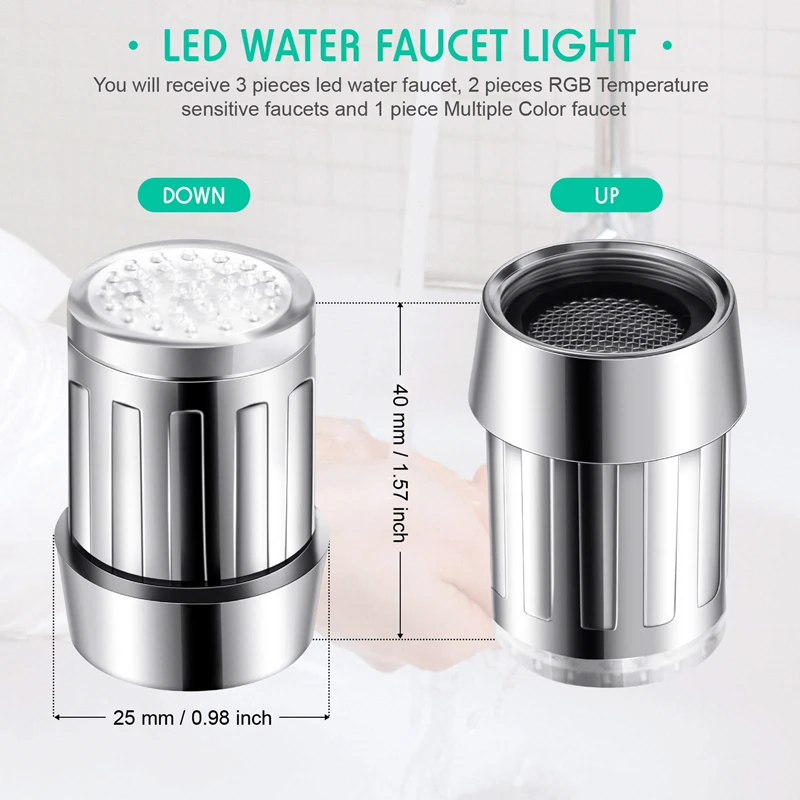 • LED WATER FAUCET LIGHT •
You will receive 3 pieces led water faucet, 2 pieces RGB Temperature
sensitive faucets and 1 piece Multiple Color faucet
DOWN
UP
40 mm / 1.57 inch
25 mm / 0.98 inch